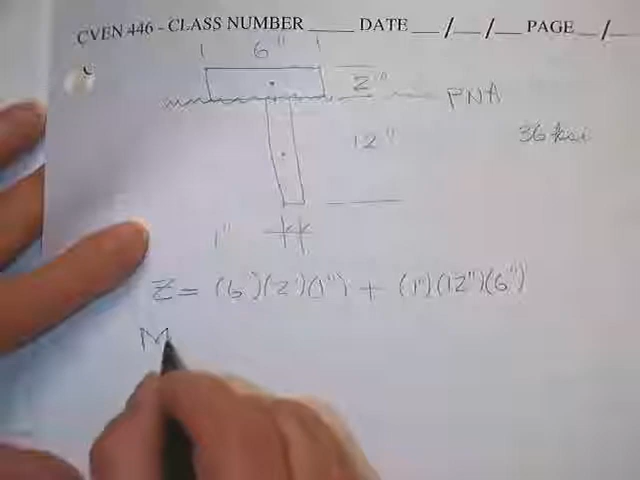 CVEN 446 - CLASS NUMBER ____ DATE __/__/__ PAGE __/__
6"
2"
PNA
12"
36 ksi
1"
Z = (6")(2")(1") + (1")(12")(6")
M